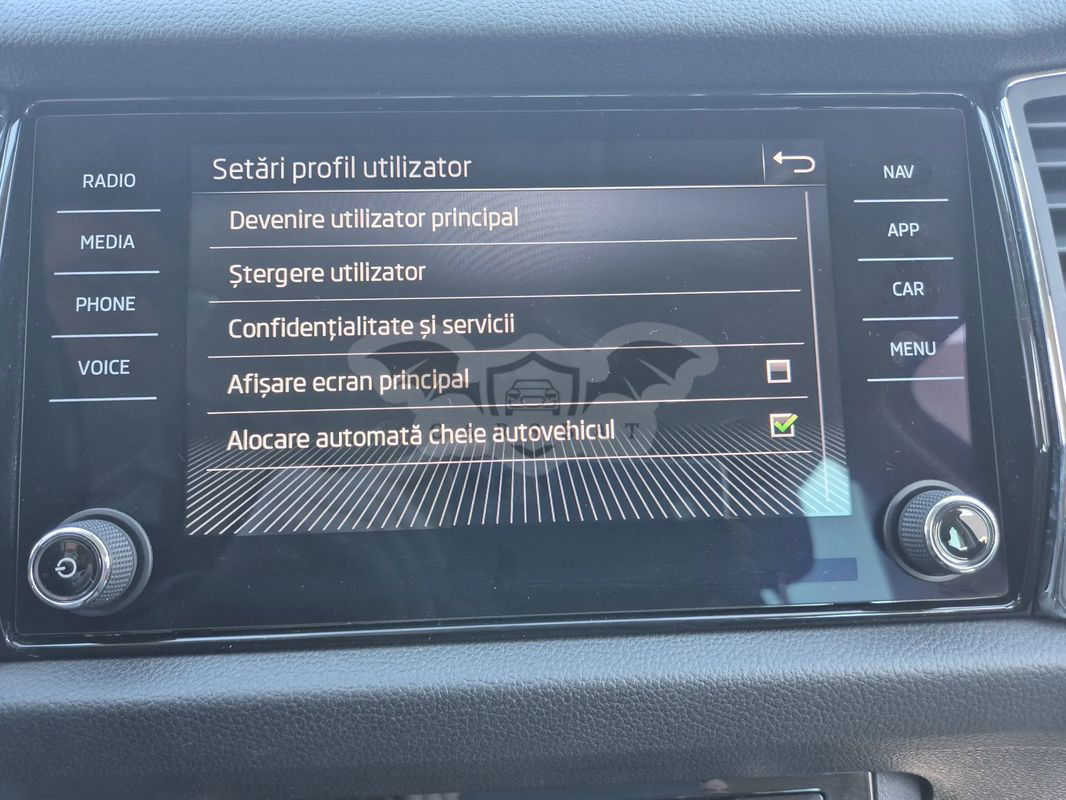 RADIO
MEDIA
PHONE
VOICE
Setări profil utilizator
Devenire utilizator principal
Ștergere utilizator
Confidențialitate și servicii
Afișare ecran principal
Alocare automată cheie autovehicul
NAV
APP
CAR
MENU